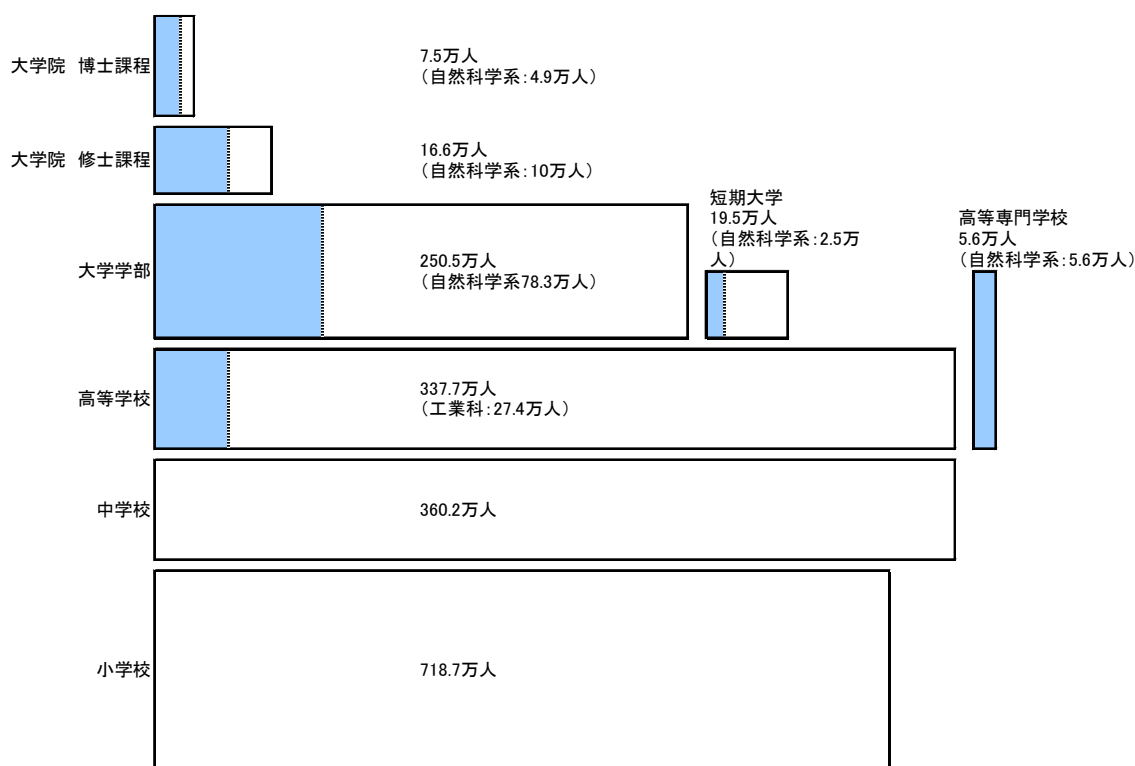 大学院　博士課程
7.5万人
（自然科学系：4.9万人）
大学院　修士課程
16.6万人
（自然科学系：10万人）
大学学部
250.5万人
（自然科学系78.3万人）
短期大学
19.5万人
（自然科学系：2.5万
人）
高等専門学校
5.6万人
（自然科学系：5.6万人）
高等学校
337.7万人
（工業科：27.4万人）
中学校
360.2万人
小学校
718.7万人